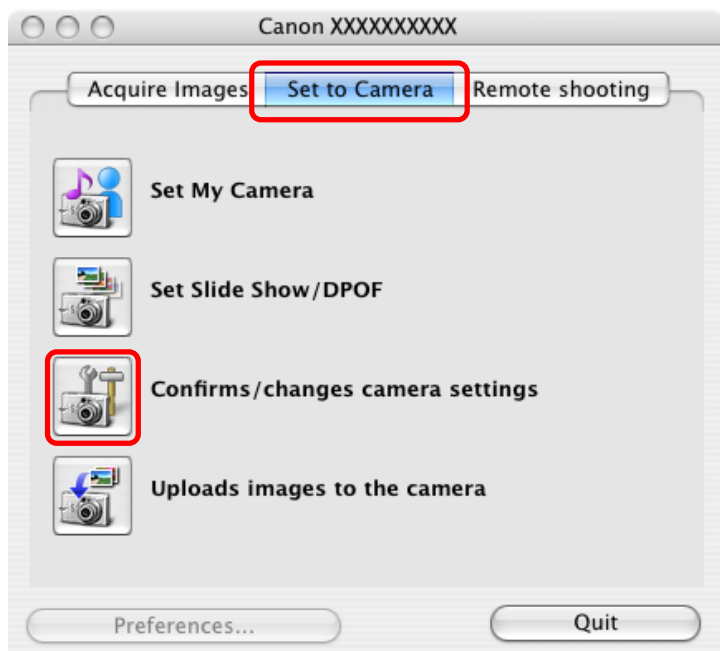 Canon XXXXXXXXXX
Acquire Images Set to Camera Remote shooting
Set My Camera
Set Slide Show/DPOF
Confirms/changes camera settings
Uploads images to the camera
Preferences... Quit